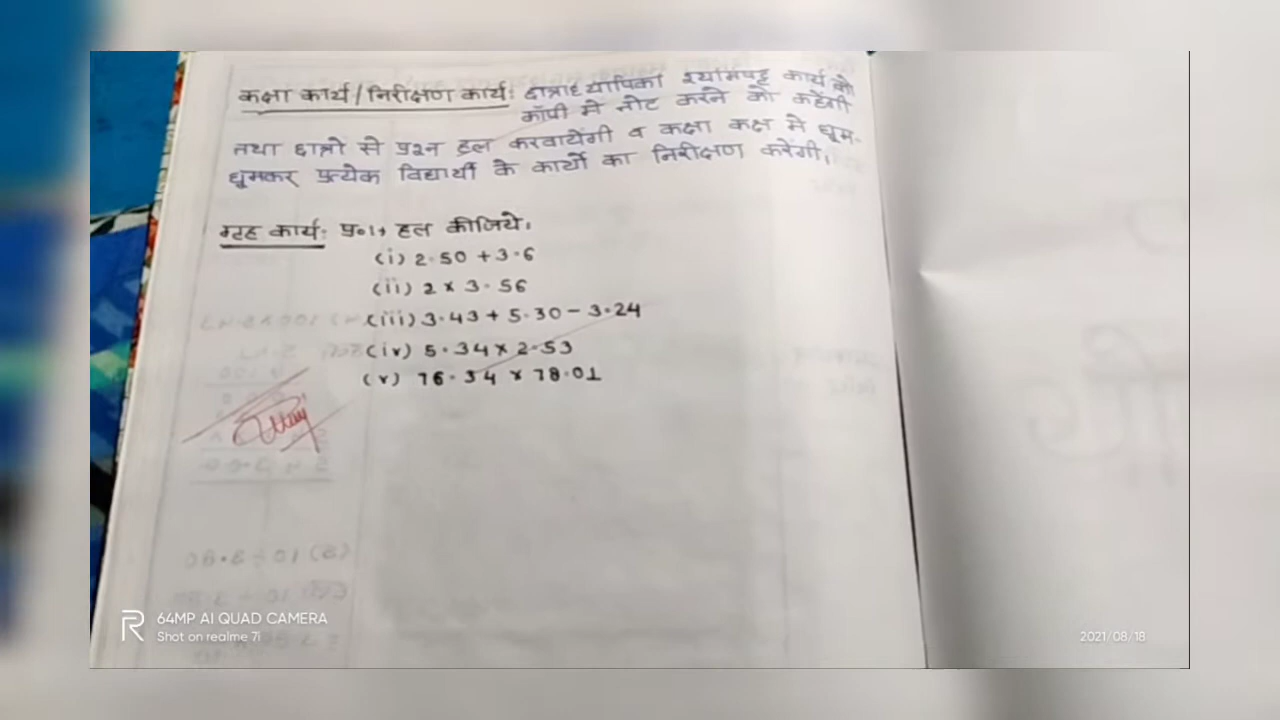 कक्षा कार्य/निरीक्षण कार्य: छात्राध्यापिका श्यामपट्ट कार्य को
कॉपी मे नोट करने को कहेगी
तथा छात्रो से प्रश्न हल करवायेंगी व कक्षा कक्ष मे घूम-
घूमकर प्रत्येक विद्यार्थी के कार्यो का निरीक्षण करेंगी।
गृह कार्य: प्र॰1, हल कीजिये।
(i) 2.50 + 3.6
(ii) 2 × 3.56
(iii) 3.43 + 5.30 - 3.24
(iv) 5.34 × 2.53
(v) 76.34 × 78.01
R
64MP AI QUAD CAMERA
Shot on realme 7i
2021/08/18